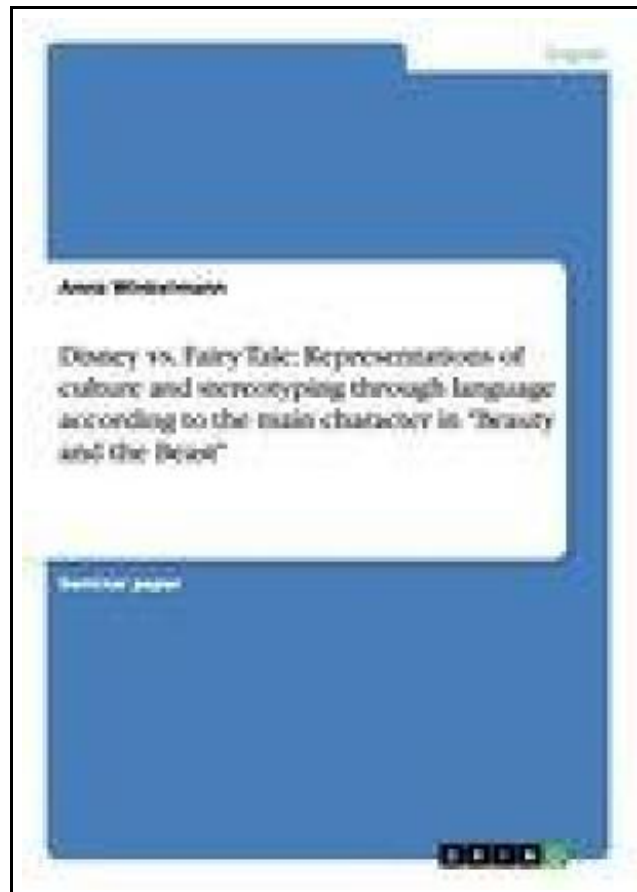 Anna Winkelmann
Disney vs. Fairy Tale: Representations of
culture and stereotyping through language
according to the main character in "Beauty
and the Beast"
Seminar paper
GRIN